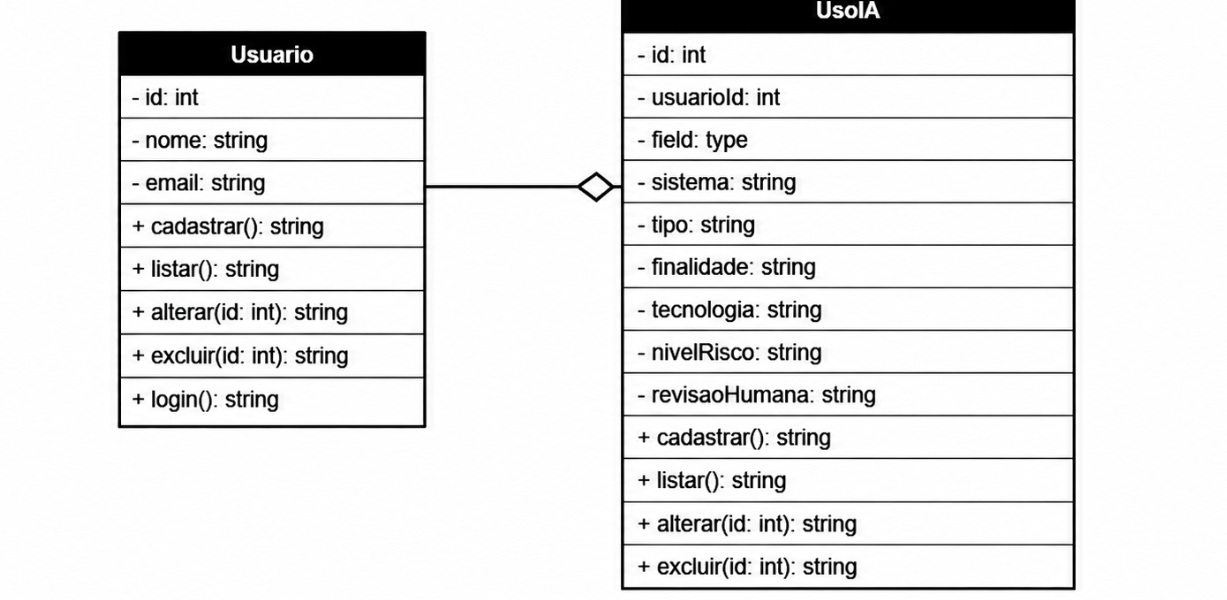 Usuario
- id: int
- nome: string
- email: string
+ cadastrar(): string
+ listar(): string
+ alterar(id: int): string
+ excluir(id: int): string
+ login(): string
UsoIA
- id: int
- usuarioId: int
- field: type
- sistema: string
- tipo: string
- finalidade: string
- tecnologia: string
- nivelRisco: string
- revisaoHumana: string
+ cadastrar(): string
+ listar(): string
+ alterar(id: int): string
+ excluir(id: int): string